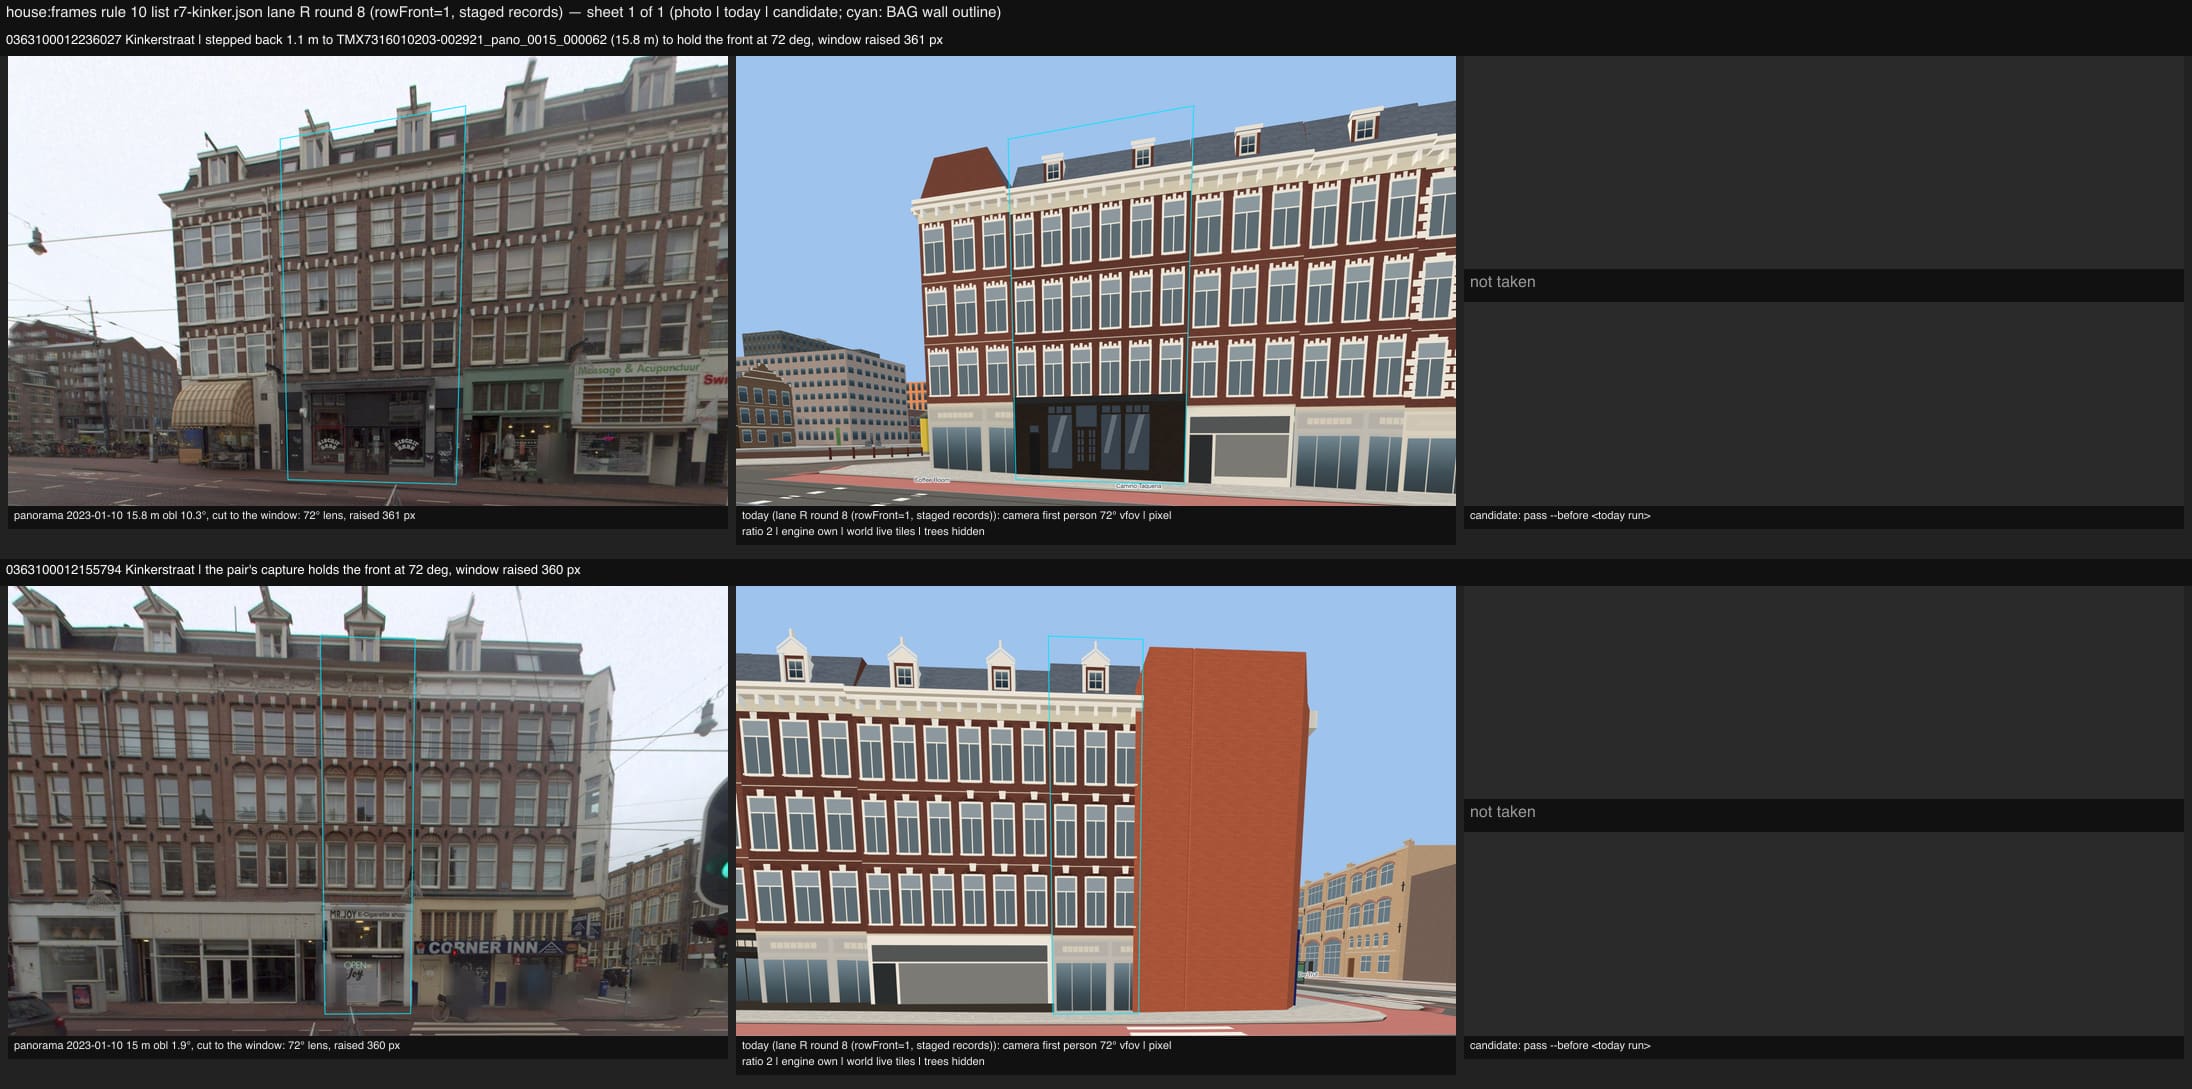 house:frames rule 10 list r7-kinker.json lane R round 8 (rowFront=1, staged records) — sheet 1 of 1 (photo | today | candidate; cyan: BAG wall outline)
0363100012236027 Kinkerstraat | stepped back 1.1 m to TMX7316010203-002921_pano_0015_000062 (15.8 m) to hold the front at 72 deg, window raised 361 px
Massage & Acupunctuur
Coffee Room
Camino Taqueria
not taken
panorama 2023-01-10 15.8 m obl 10.3°, cut to the window: 72° lens, raised 361 px
today (lane R round 8 (rowFront=1, staged records)): camera first person 72° vfov | pixel
ratio 2 | engine own | world live tiles | trees hidden
candidate: pass --before <today run>
0363100012155794 Kinkerstraat | the pair's capture holds the front at 72 deg, window raised 360 px
MR.JOY E-Cigarette shop
CORNER INN
OPEN
Joy
not taken
panorama 2023-01-10 15 m obl 1.9°, cut to the window: 72° lens, raised 360 px
today (lane R round 8 (rowFront=1, staged records)): camera first person 72° vfov | pixel
ratio 2 | engine own | world live tiles | trees hidden
candidate: pass --before <today run>